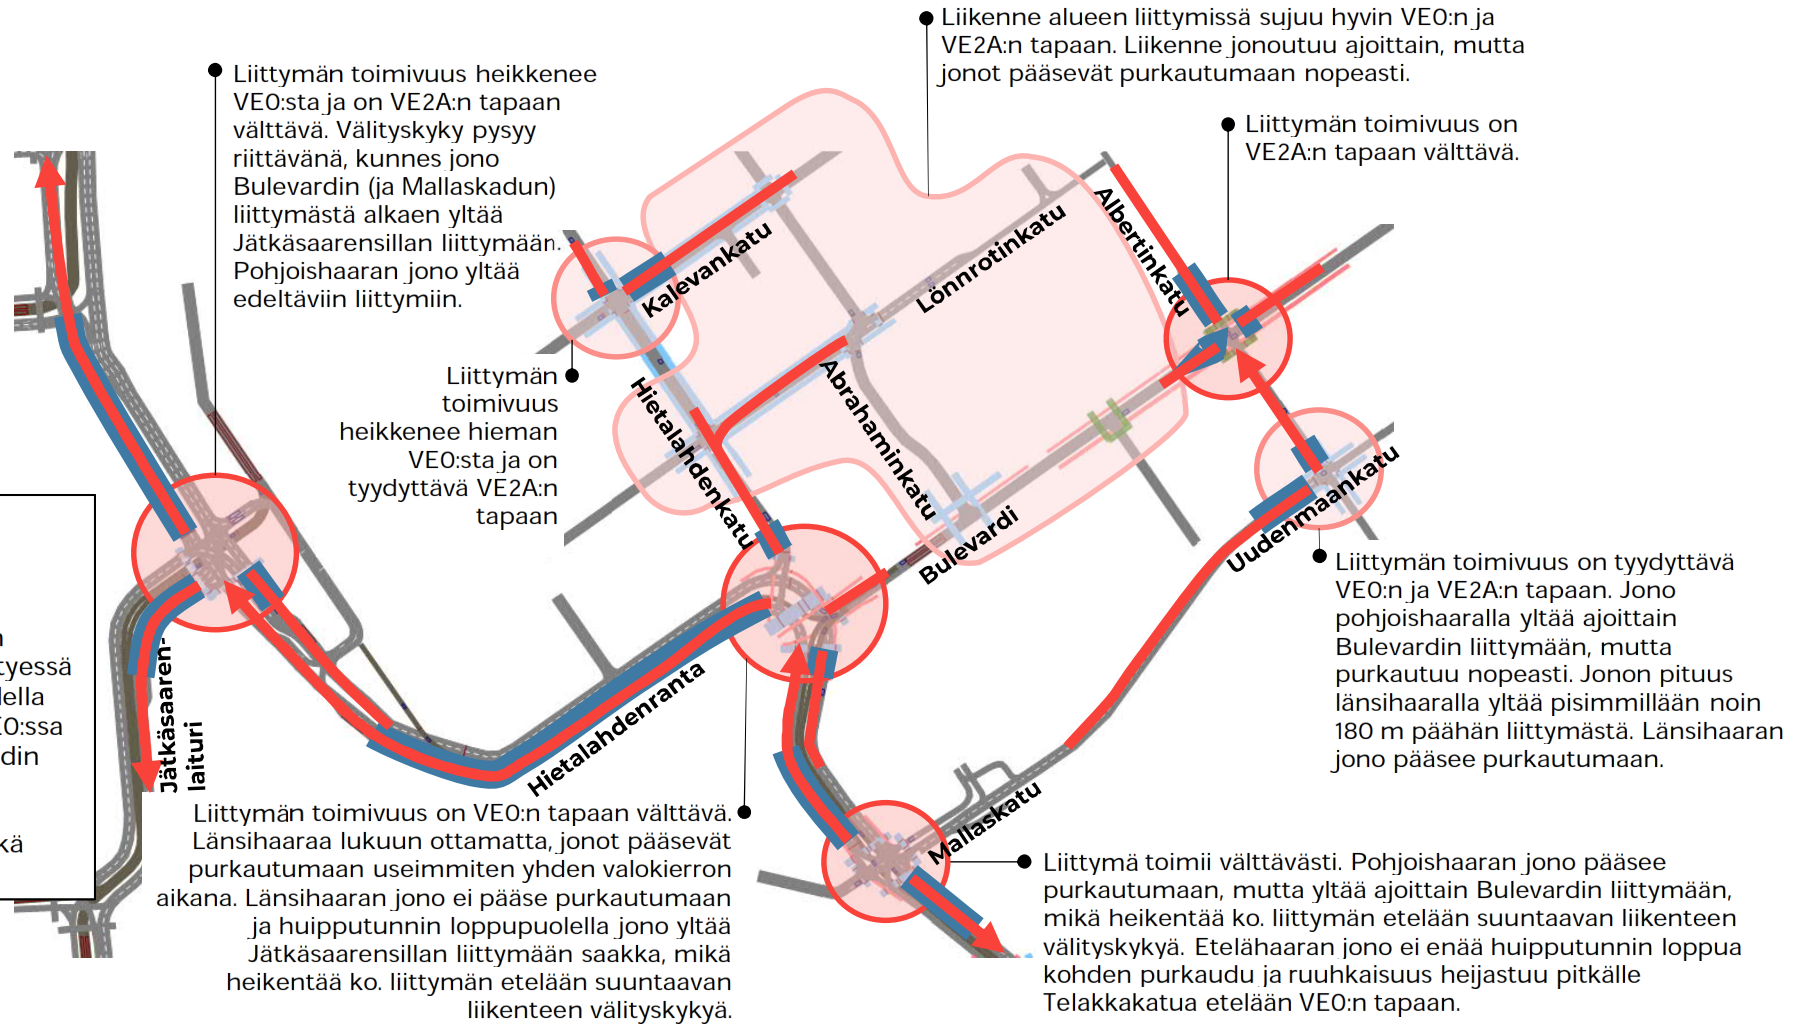 Liikenne alueen liittymissä sujuu hyvin VE0:n ja
VE2A:n tapaan. Liikenne jonoutuu ajoittain, mutta
jonot pääsevät purkautumaan nopeasti.
Liittymän toimivuus heikkenee
VE0:sta ja on VE2A:n tapaan
välttävä. Välityskyky pysyy
riittävänä, kunnes jono
Bulevardin (ja Mallaskadun)
liittymästä alkaen yltää
Jätkäsaarensillan liittymään.
Pohjoishaaran jono yltää
edeltäviin liittymiin.
Liittymän toimivuus on
VE2A:n tapaan välttävä.
Kalevankatu
Lönnrotinkatu
Albertinkatu
Liittymän
toimivuus
heikkenee hieman
VE0:sta ja on
tyydyttävä VE2A:n
tapaan
Hietalahdenkatu
Abrahaminkatu
Bulevardi
Uudenmaankatu
Liittymän toimivuus on tyydyttävä
VE0:n ja VE2A:n tapaan. Jono
pohjoishaaralla yltää ajoittain
Bulevardin liittymään, mutta
purkautuu nopeasti. Jonon pituus
länsihaaralla yltää pisimmillään noin
180 m päähän liittymästä. Länsihaaran
jono pääsee purkautumaan.
n
tyessä
lella
E0:ssa
din
kä
Jätkäsaaren-
laituri
Hietalahdenranta
Mallaskatu
Liittymän toimivuus on VE0:n tapaan välttävä.
Länsihaaraa lukuun ottamatta, jonot pääsevät
purkautumaan useimmiten yhden valokierron
aikana. Länsihaaran jono ei pääse purkautumaan
ja huipputunnin loppupuolella jono yltää
Jätkäsaarensillan liittymään saakka, mikä
heikentää ko. liittymän etelään suuntaavan
liikenteen välityskykyä.
Liittymä toimii välttävästi. Pohjoishaaran jono pääsee
purkautumaan, mutta yltää ajoittain Bulevardin liittymään,
mikä heikentää ko. liittymän etelään suuntaavan liikenteen
välityskykyä. Etelähaaran jono ei enää huipputunnin loppua
kohden purkaudu ja ruuhkaisuus heijastuu pitkälle
Telakkakatua etelään VE0:n tapaan.